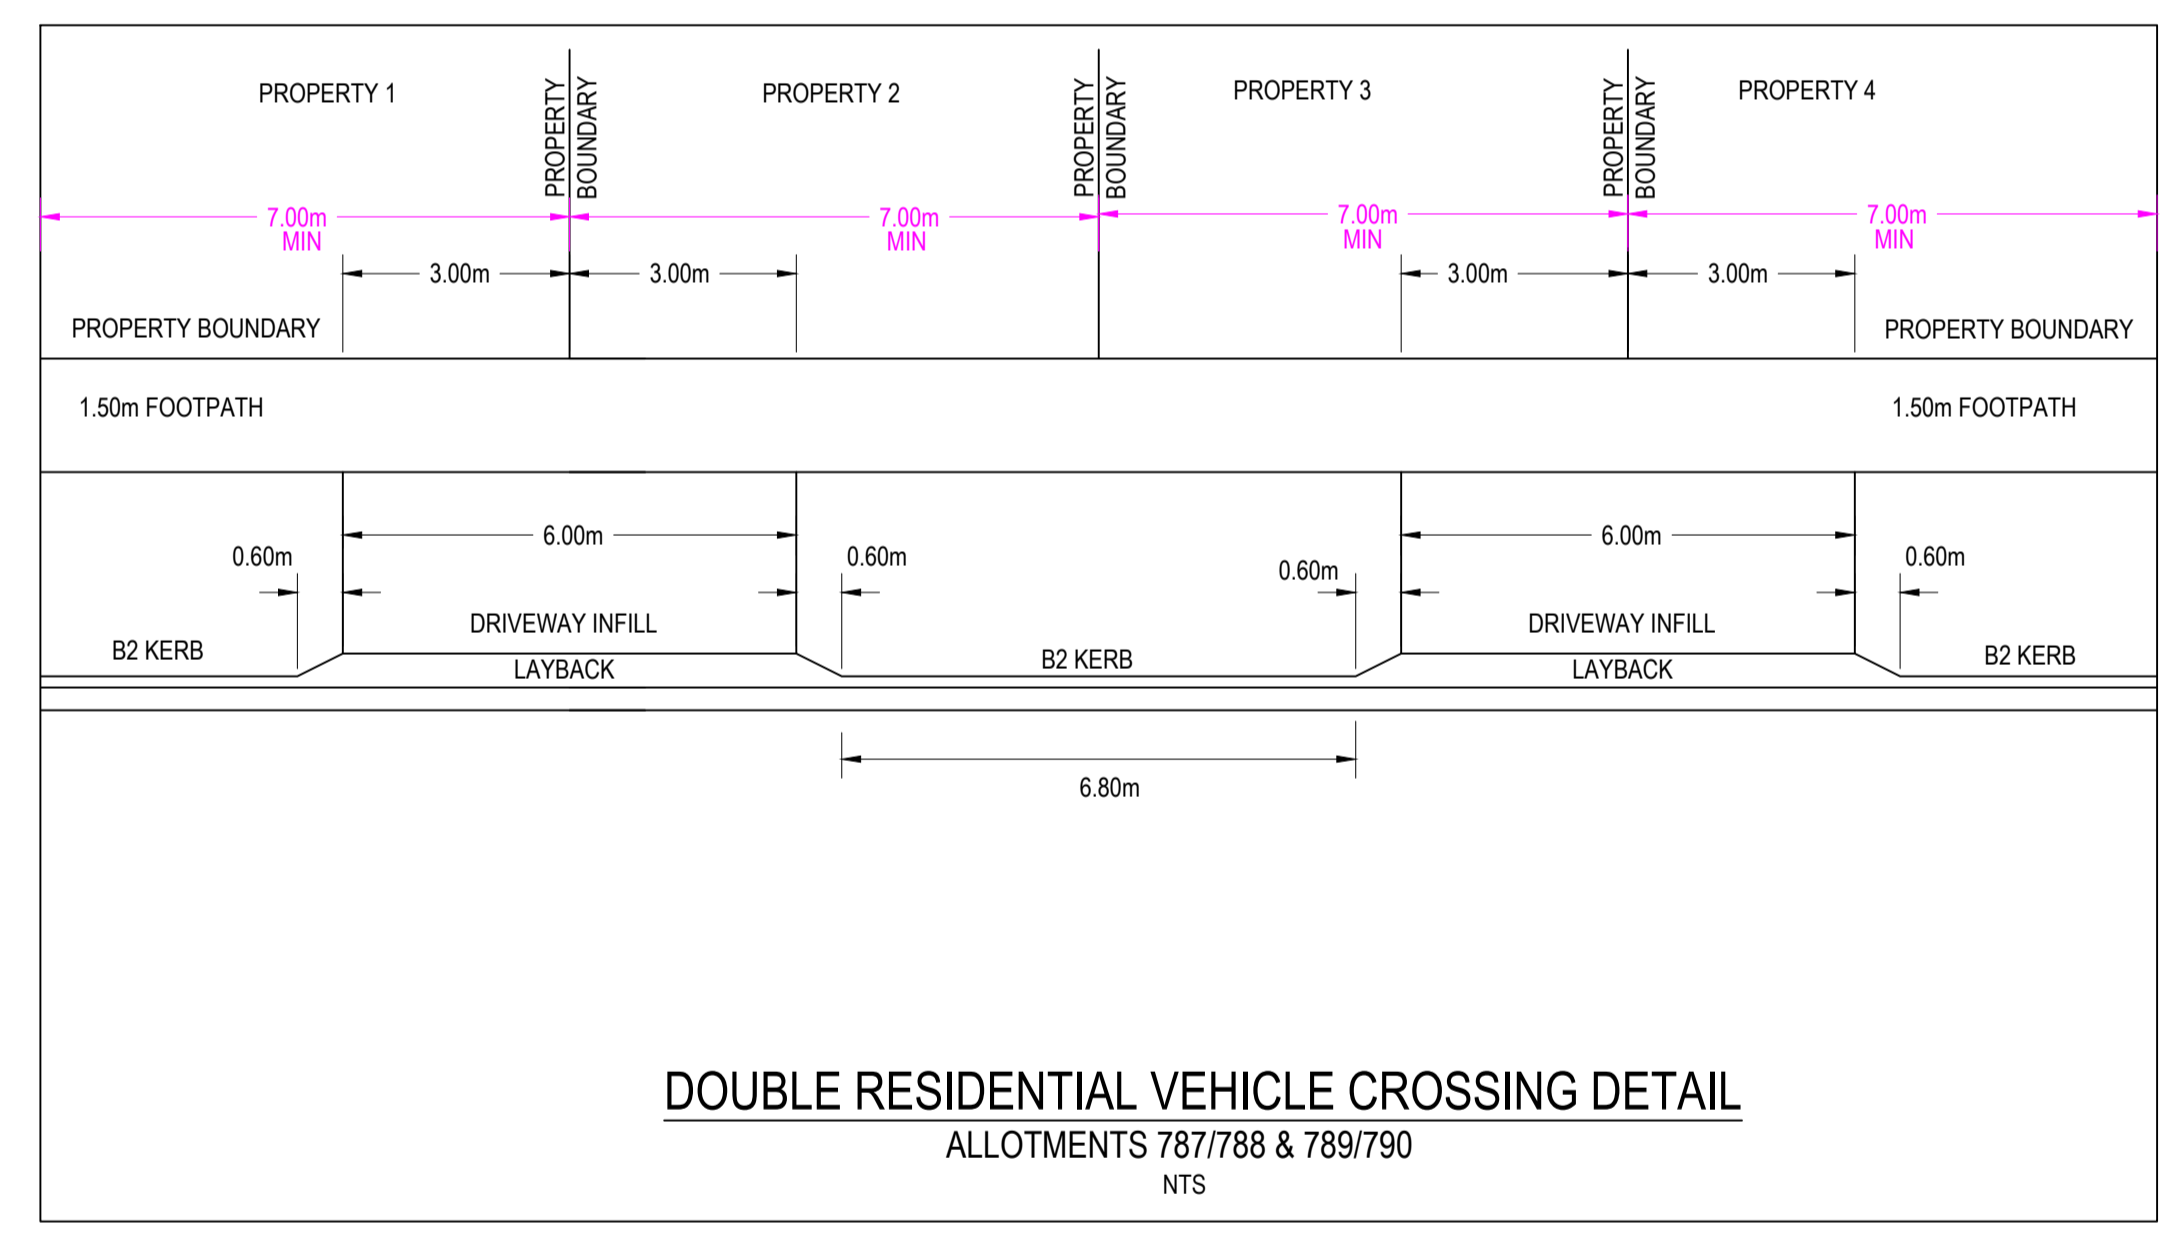 PROPERTY 1
PROPERTY
BOUNDARY
PROPERTY 2
PROPERTY
BOUNDARY
PROPERTY 3
PROPERTY
BOUNDARY
PROPERTY 4
7.00m
MIN
7.00m
MIN
7.00m
MIN
7.00m
MIN
3.00m
3.00m
3.00m
3.00m
PROPERTY BOUNDARY
PROPERTY BOUNDARY
1.50m FOOTPATH
1.50m FOOTPATH
6.00m
6.00m
0.60m
0.60m
0.60m
0.60m
DRIVEWAY INFILL
DRIVEWAY INFILL
B2 KERB
LAYBACK
B2 KERB
LAYBACK
B2 KERB
6.80m
DOUBLE RESIDENTIAL VEHICLE CROSSING DETAIL
ALLOTMENTS 787/788 & 789/790
NTS